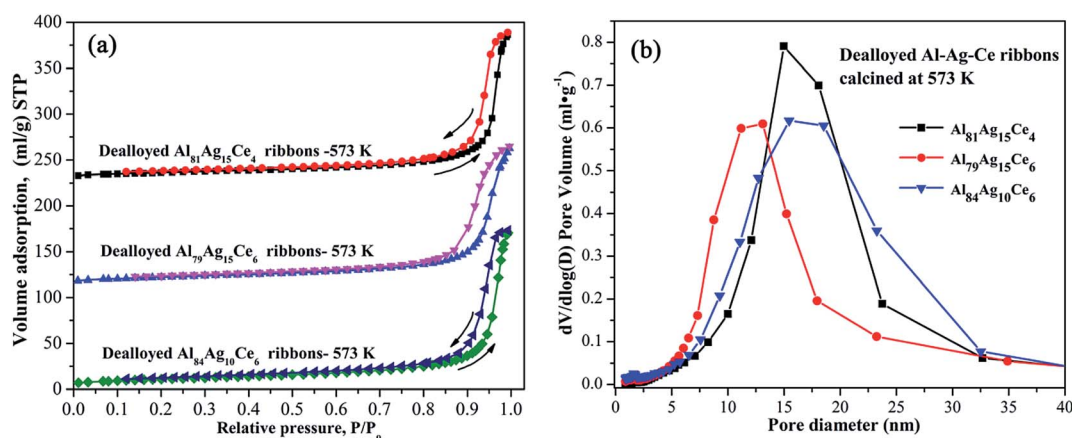 (a)
400
350
300
250
200
150
100
50
0
Volume adsorption, (ml/g) STP
Dealloyed Al81Ag15Ce4 ribbons -573 K
Dealloyed Al79Ag15Ce6 ribbons- 573 K
Dealloyed Al84Ag10Ce6 ribbons- 573 K
0.0 0.1 0.2 0.3 0.4 0.5 0.6 0.7 0.8 0.9 1.0
Relative pressure, P/P0
(b)
0.8
0.7
0.6
0.5
0.4
0.3
0.2
0.1
0.0
dV/dlog(D) Pore Volume (ml•g⁻¹)
Dealloyed Al-Ag-Ce ribbons
calcined at 573 K
Al81Ag15Ce4
Al79Ag15Ce6
Al84Ag10Ce6
0 5 10 15 20 25 30 35 40
Pore diameter (nm)